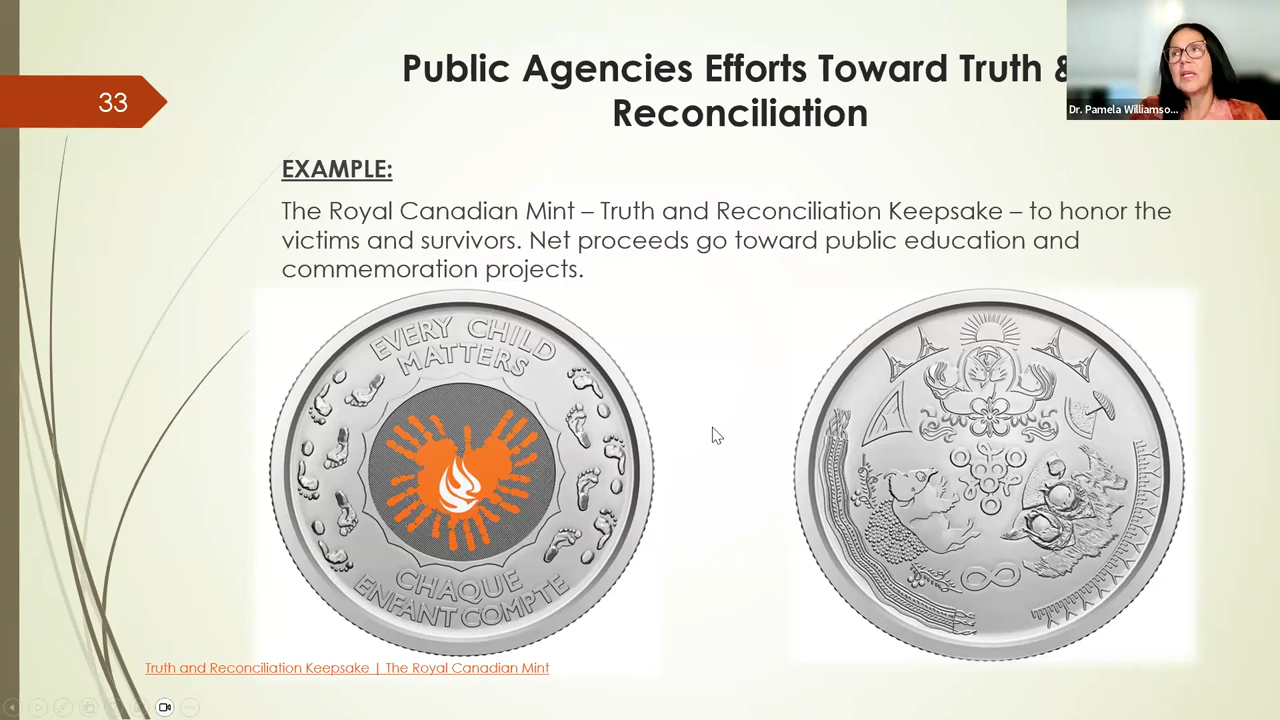 33
Public Agencies Efforts Toward Truth &
Reconciliation
Dr. Pamela Williamso...
EXAMPLE:
The Royal Canadian Mint – Truth and Reconciliation Keepsake – to honor the
victims and survivors. Net proceeds go toward public education and
commemoration projects.
EVERY CHILD
MATTERS
CHAQUE
ENFANT COMPTE
Truth and Reconciliation Keepsake | The Royal Canadian Mint